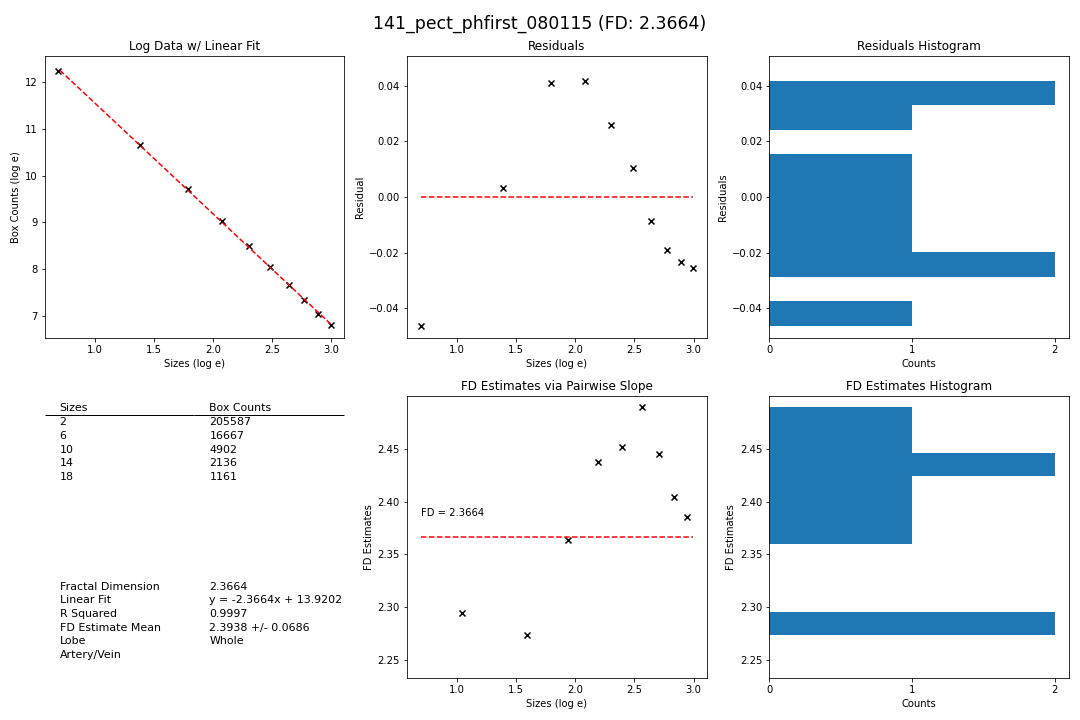 141_pect_phfirst_080115 (FD: 2.3664)
Log Data w/ Linear Fit
Box Counts (log e)
12
11
10
9
8
7
1.0 1.5 2.0 2.5 3.0
Sizes (log e)
Residuals
Residual
0.04
0.02
0.00
−0.02
−0.04
1.0 1.5 2.0 2.5 3.0
Sizes (log e)
Residuals Histogram
Residuals
0.04
0.02
0.00
−0.02
−0.04
0 1 2
Counts
Sizes Box Counts
2 205587
6 16667
10 4902
14 2136
18 1161
Fractal Dimension 2.3664
Linear Fit y = -2.3664x + 13.9202
R Squared 0.9997
FD Estimate Mean 2.3938 +/- 0.0686
Lobe Whole
Artery/Vein
FD Estimates via Pairwise Slope
FD Estimates
2.45
2.40
2.35
2.30
2.25
FD = 2.3664
1.0 1.5 2.0 2.5 3.0
Sizes (log e)
FD Estimates Histogram
FD Estimates
2.45
2.40
2.35
2.30
2.25
0 1 2
Counts